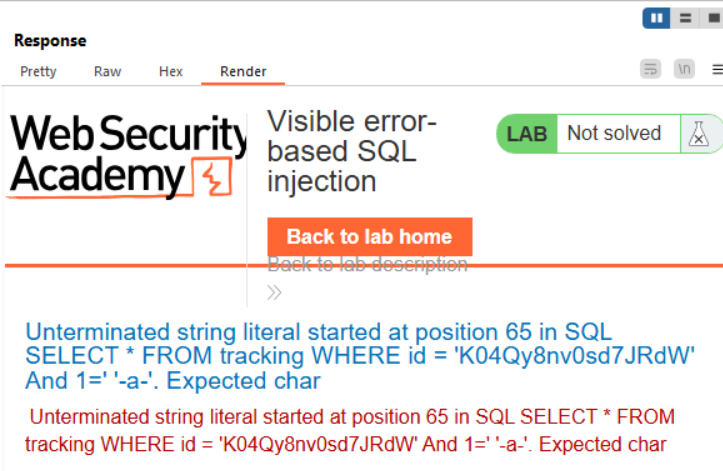 Response
Pretty Raw Hex Render
\n
Web Security
Academy
Visible error-
based SQL
injection
LAB Not solved
Back to lab home
Back to lab description
Unterminated string literal started at position 65 in SQL
SELECT * FROM tracking WHERE id = 'K04Qy8nv0sd7JRdW'
And 1=' '-a-'. Expected char
Unterminated string literal started at position 65 in SQL SELECT * FROM
tracking WHERE id = 'K04Qy8nv0sd7JRdW' And 1=' '-a-'. Expected char